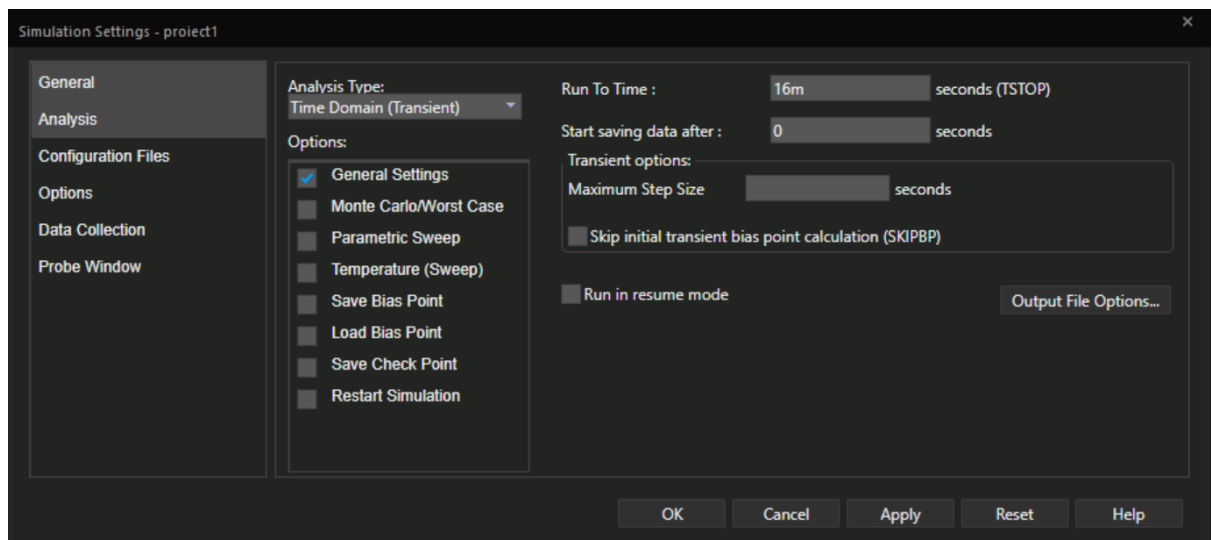 Simulation Settings - proiect1
General
Analysis
Configuration Files
Options
Data Collection
Probe Window
Analysis Type:
Time Domain (Transient)
Options:
General Settings
Monte Carlo/Worst Case
Parametric Sweep
Temperature (Sweep)
Save Bias Point
Load Bias Point
Save Check Point
Restart Simulation
Run To Time : 16m seconds (TSTOP)
Start saving data after : 0 seconds
Transient options:
Maximum Step Size seconds
Skip initial transient bias point calculation (SKIPBP)
Run in resume mode
Output File Options...
OK Cancel Apply Reset Help